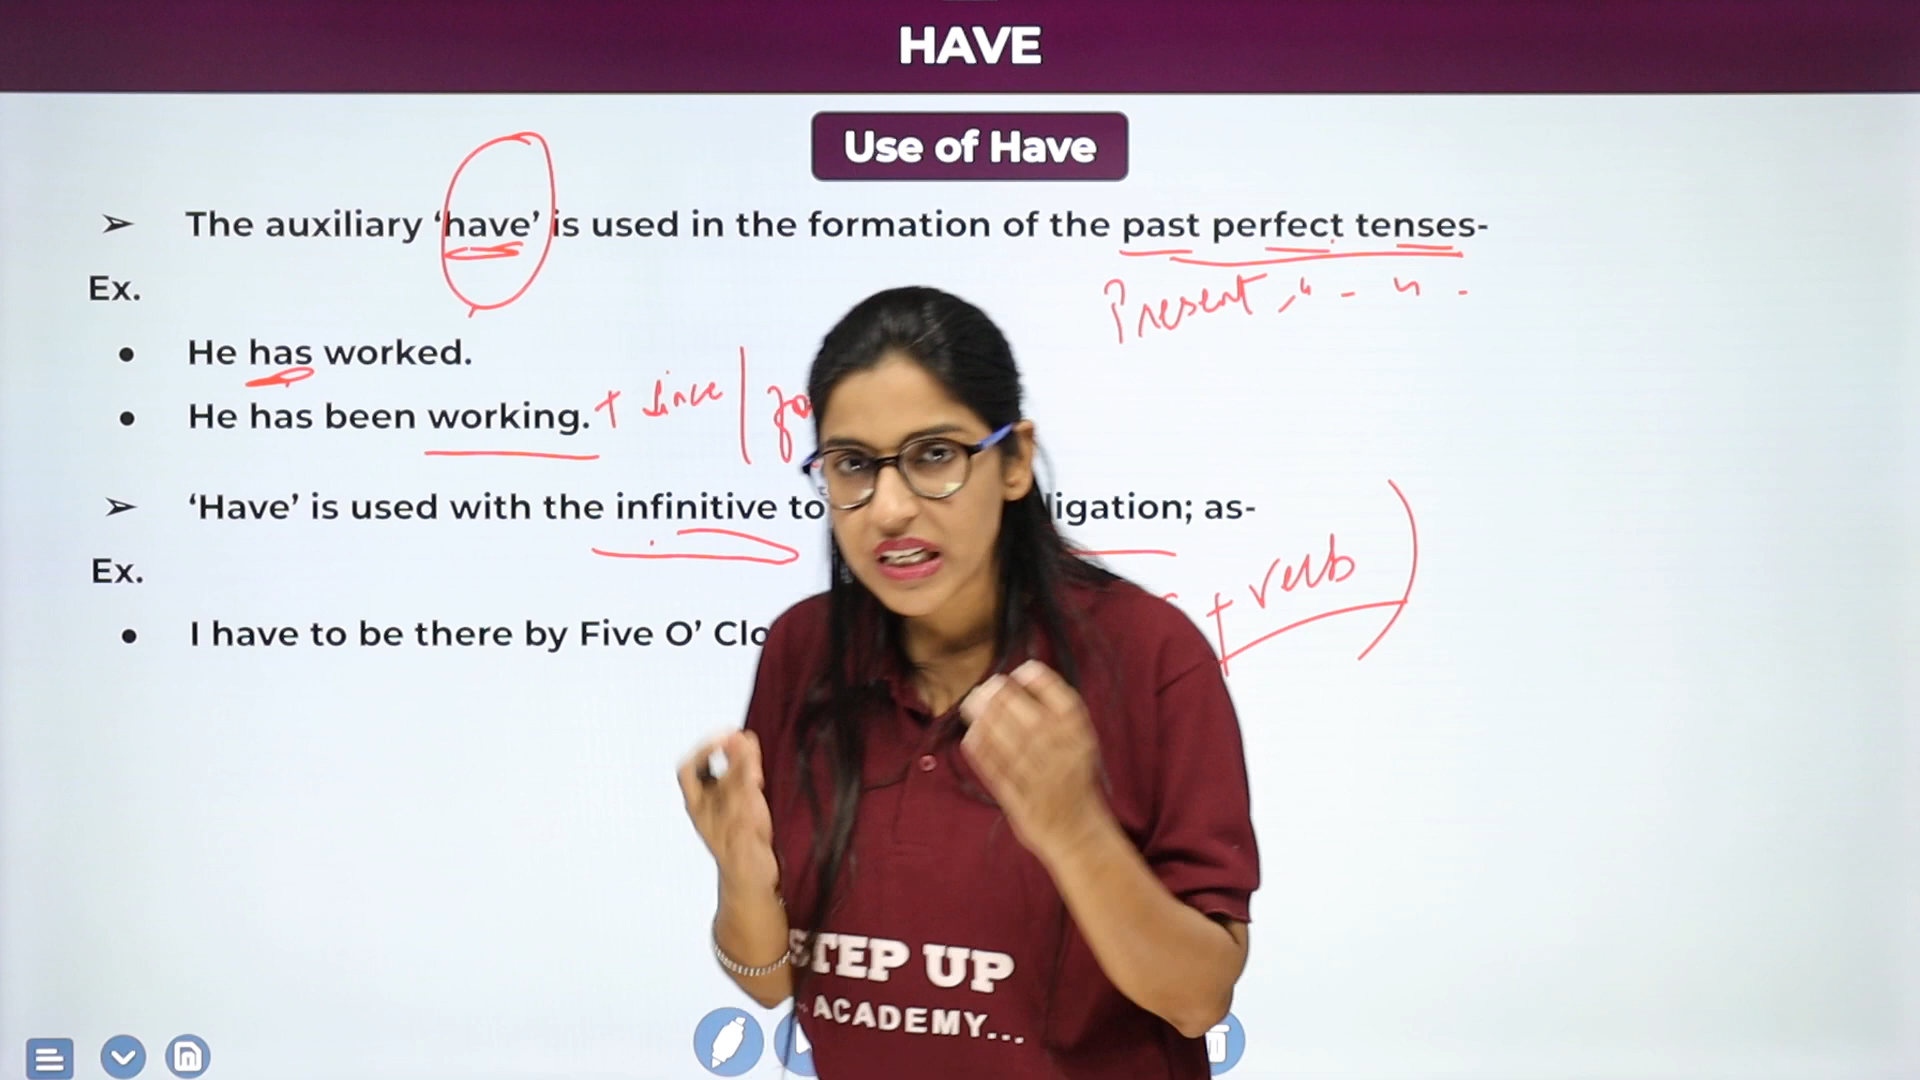 HAVE
Use of Have
➢ The auxiliary ‘have’ is used in the formation of the past perfect tenses-
Present
Ex.
• He has worked.
• He has been working. + since |
➢ ‘Have’ is used with the infinitive to igation; as-
Ex.
+ verb)
• I have to be there by Five O’ Clo
STEP UP
ACADEMY...